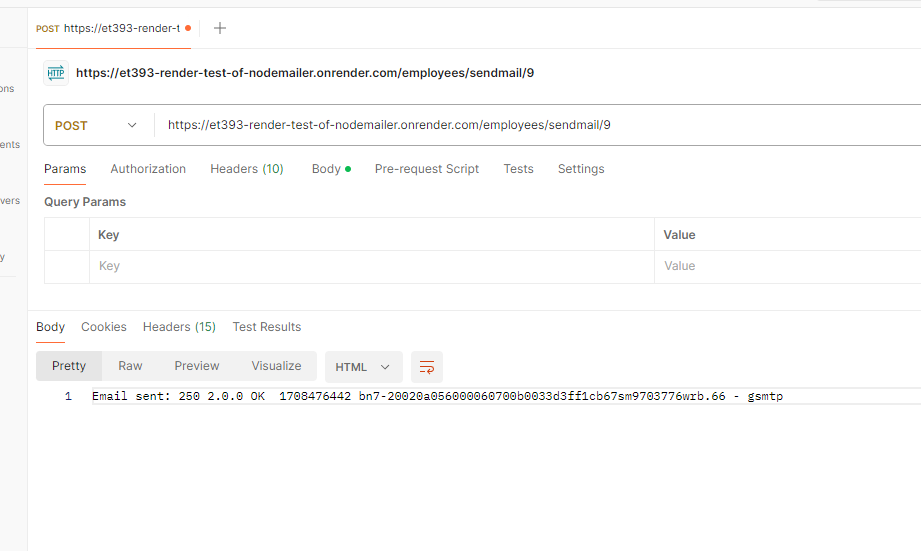 POST https://et393-render-t
HTTP https://et393-render-test-of-nodemailer.onrender.com/employees/sendmail/9
ons
POST https://et393-render-test-of-nodemailer.onrender.com/employees/sendmail/9
ents
Params Authorization Headers (10) Body Pre-request Script Tests Settings
vers
Query Params
Key Value
y
Key Value
Body Cookies Headers (15) Test Results
Pretty Raw Preview Visualize HTML
1 Email sent: 250 2.0.0 OK  1708476442 bn7-20020a056000060700b0033d3ff1cb67sm9703776wrb.66 - gsmtp